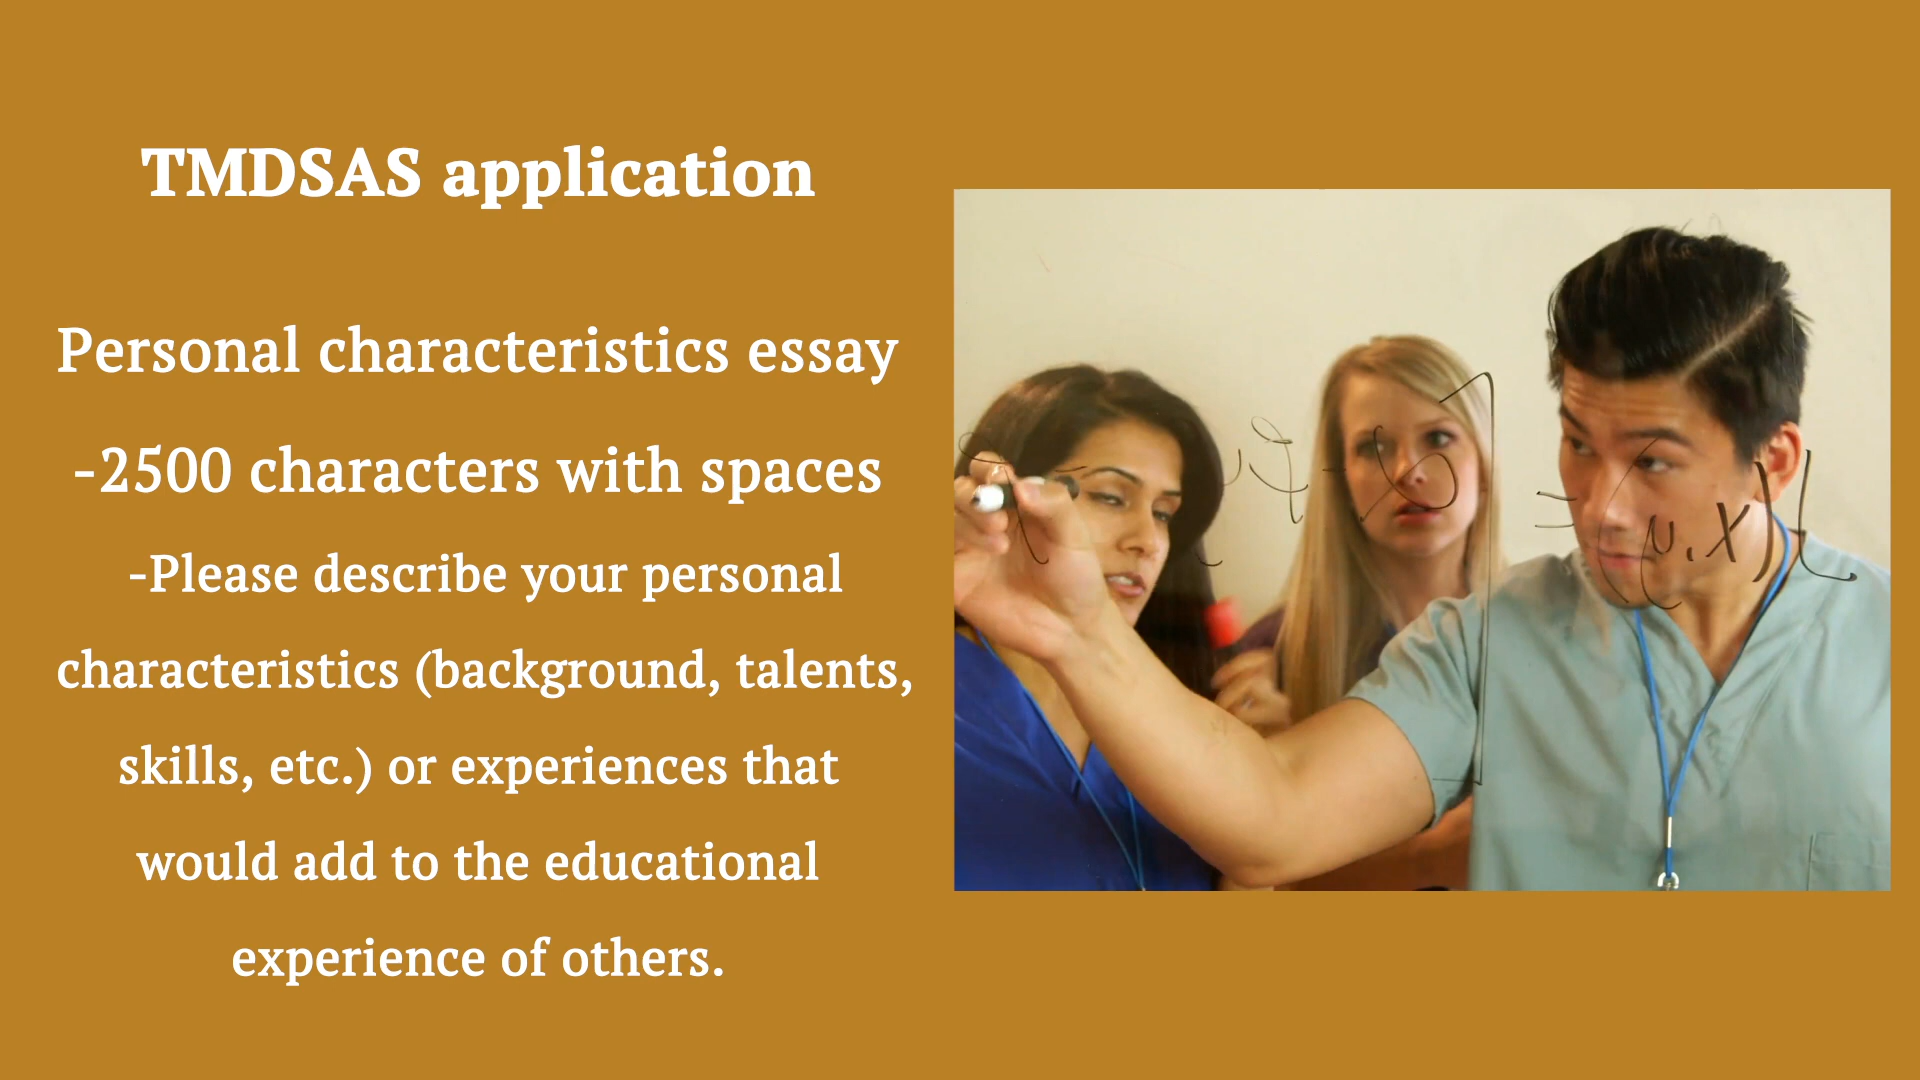 TMDSAS application
Personal characteristics essay
-2500 characters with spaces
-Please describe your personal
characteristics (background, talents,
skills, etc.) or experiences that
would add to the educational
experience of others.